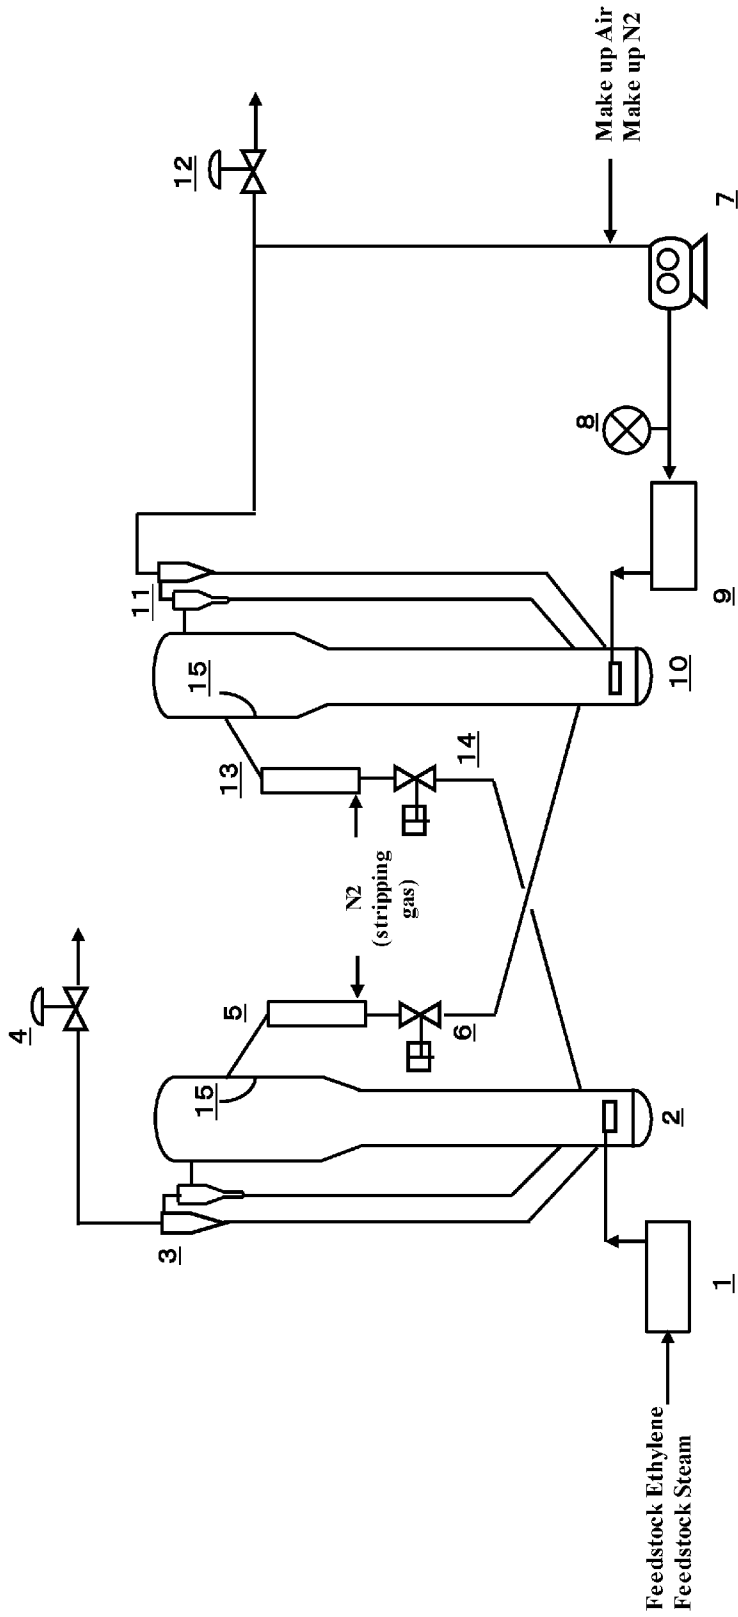 4
12
3
15
5
6
N2
(stripping
gas)
13
14
15
11
8
Make up Air
Make up N2
Feedstock Ethylene
Feedstock Steam
1
2
10
9
7